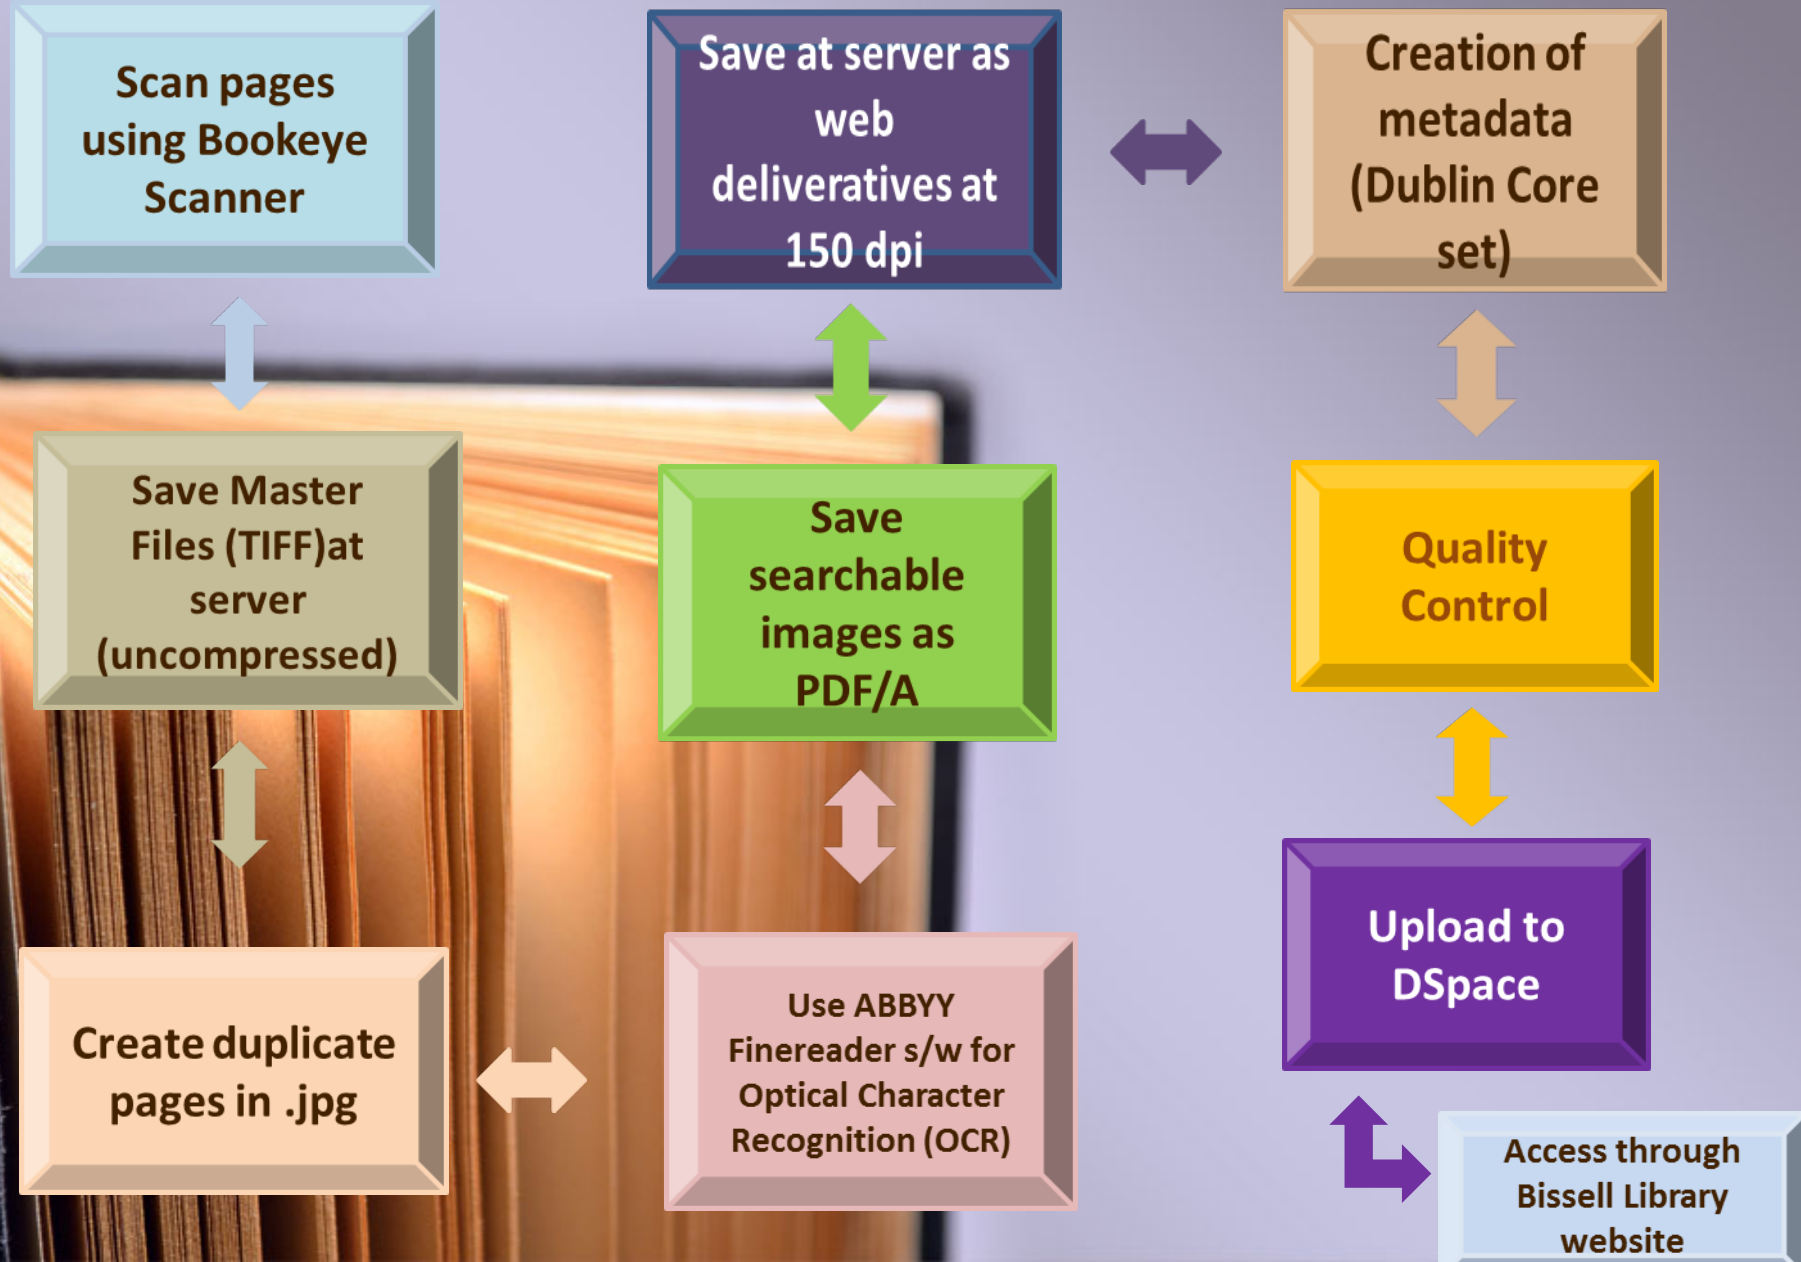 Scan pages
using Bookeye
Scanner
Save Master
Files (TIFF)at
server
(uncompressed)
Create duplicate
pages in .jpg
Use ABBYY
Finereader s/w for
Optical Character
Recognition (OCR)
Save
searchable
images as
PDF/A
Save at server as
web
deliveratives at
150 dpi
Creation of
metadata
(Dublin Core
set)
Quality
Control
Upload to
DSpace
Access through
Bissell Library
website